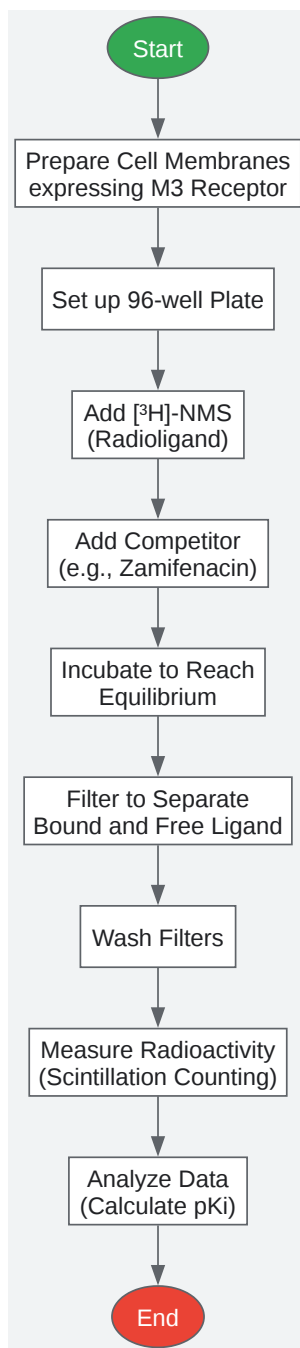 Start
Prepare Cell Membranes
expressing M3 Receptor
Set up 96-well Plate
Add [³H]-NMS
(Radioligand)
Add Competitor
(e.g., Zamifenacin)
Incubate to Reach
Equilibrium
Filter to Separate
Bound and Free Ligand
Wash Filters
Measure Radioactivity
(Scintillation Counting)
Analyze Data
(Calculate pKi)
End